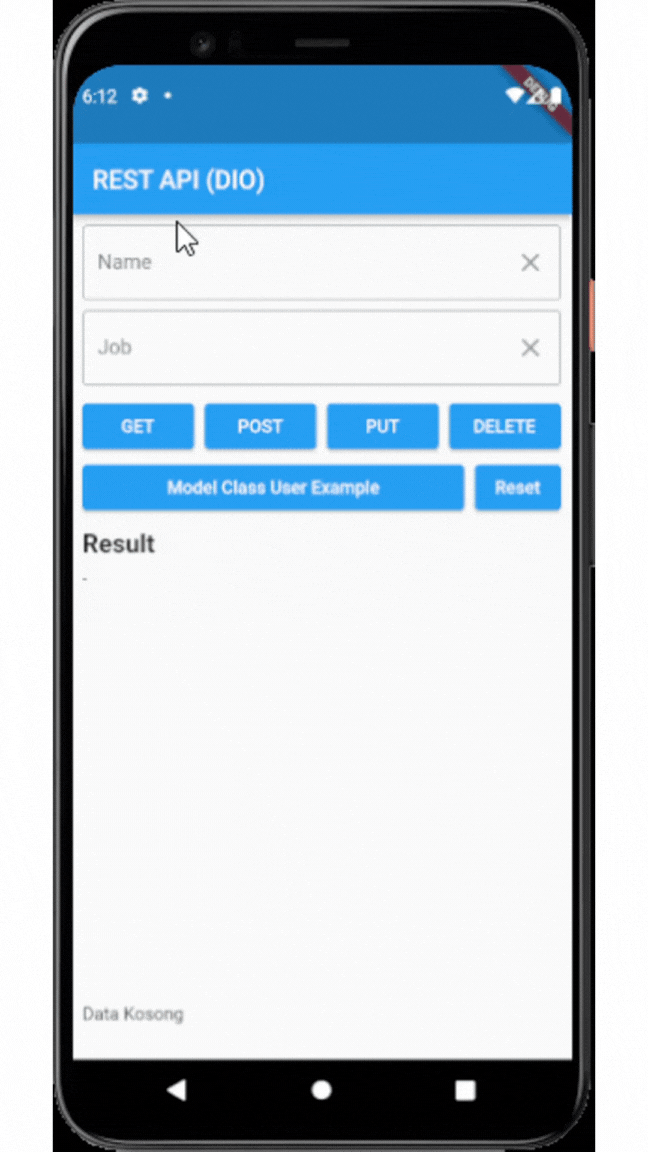 6:12
DEBUG
REST API (DIO)
Name
Job
GET POST PUT DELETE
Model Class User Example Reset
Result
-
Data Kosong